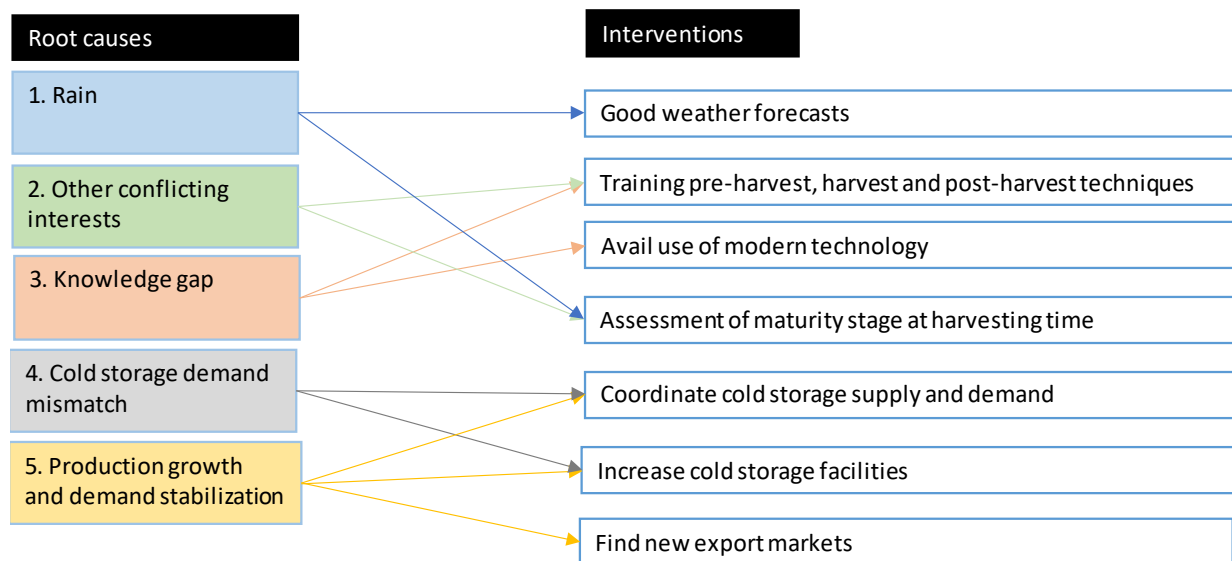 Root causes
Interventions
1. Rain
Good weather forecasts
2. Other conflicting
interests
Training pre-harvest, harvest and post-harvest techniques
3. Knowledge gap
Avail use of modern technology
Assessment of maturity stage at harvesting time
4. Cold storage demand
mismatch
Coordinate cold storage supply and demand
5. Production growth
and demand stabilization
Increase cold storage facilities
Find new export markets